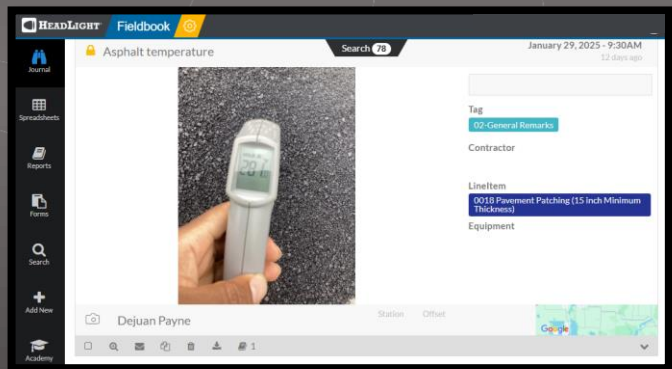 HEADLIGHT Fieldbook
Journal
Spreadsheets
Reports
Forms
Search
Add New
Academy
Asphalt temperature
Search 78
January 29, 2025 - 9:30AM
12 days ago
Tag
02-General Remarks
Contractor
LineItem
0018 Pavement Patching (15 inch Minimum
Thickness)
Equipment
Dejuan Payne
Station Offset
Google
1